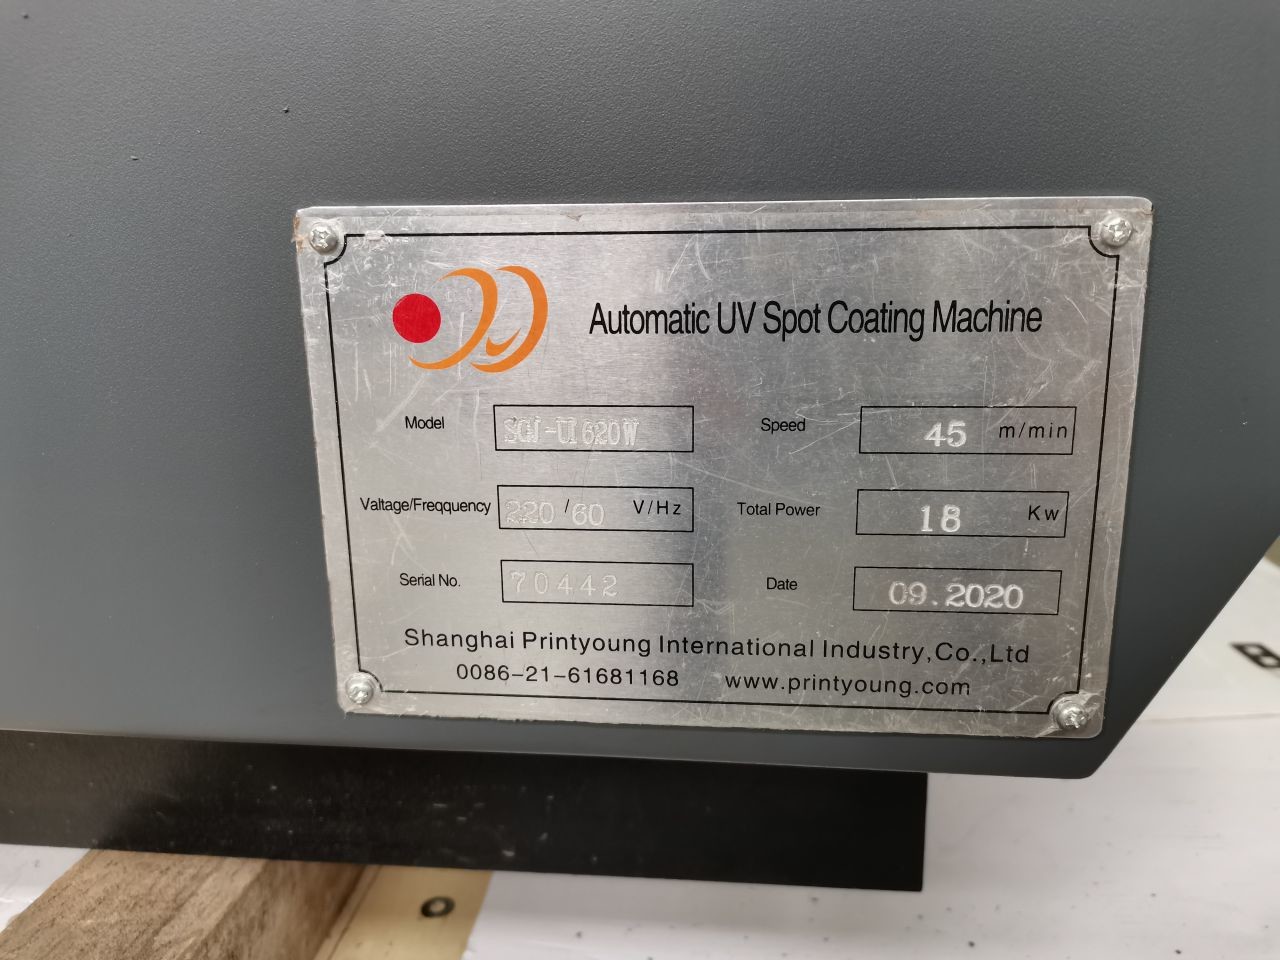 Automatic UV Spot Coating Machine
Model SGJ-UI620W Speed 45 m/min
Valtage/Freqquency 220/60 V/Hz Total Power 18 Kw
Serial No. 70442 Date 09.2020
Shanghai Printyoung International Industry,Co.,Ltd
0086-21-61681168 www.printyoung.com